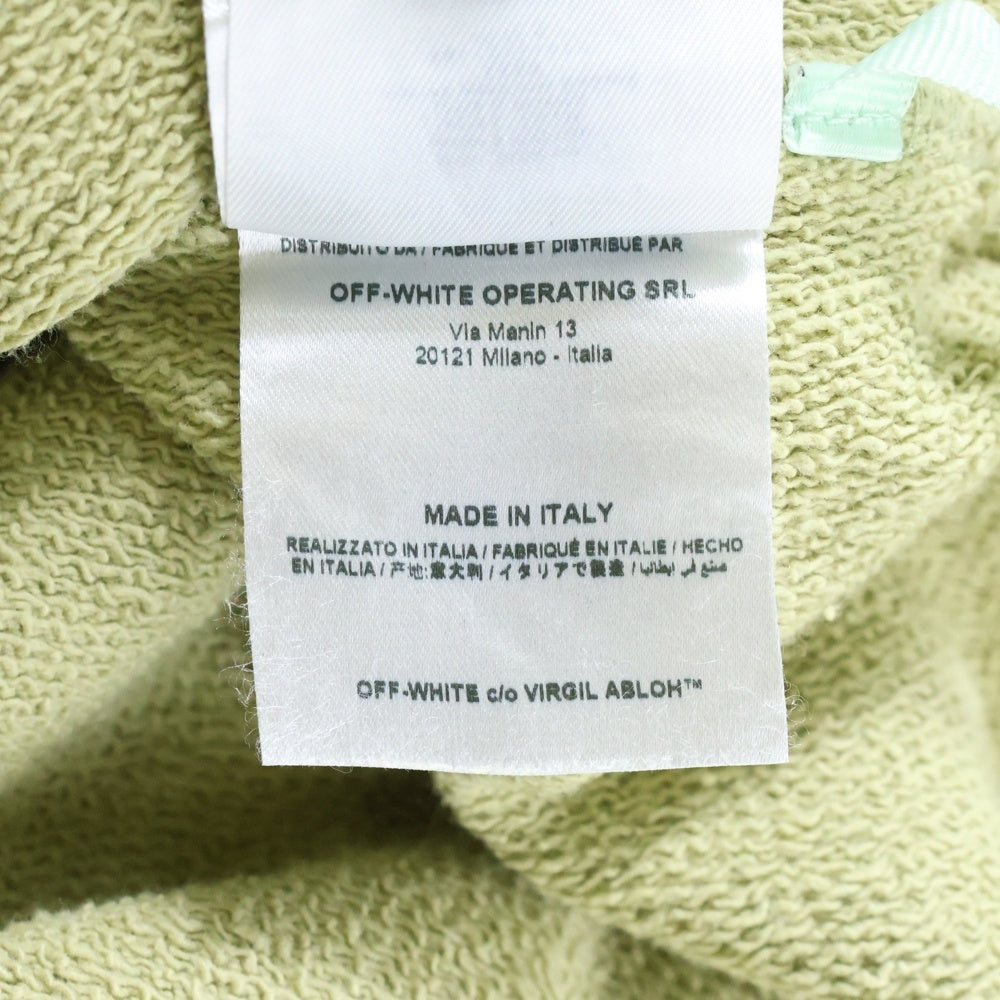 DISTRIBUITO DA / FABRIQUE ET DISTRIBUE PAR
OFF-WHITE OPERATING SRL
Via Manin 13
20121 Milano - Italia
MADE IN ITALY
REALIZZATO IN ITALIA / FABRIQUÉ EN ITALIE / HECHO
EN ITALIA / 产地:意大利 / イタリアで製造 / صنع في ايطاليا
OFF-WHITE c/o VIRGIL ABLOH™